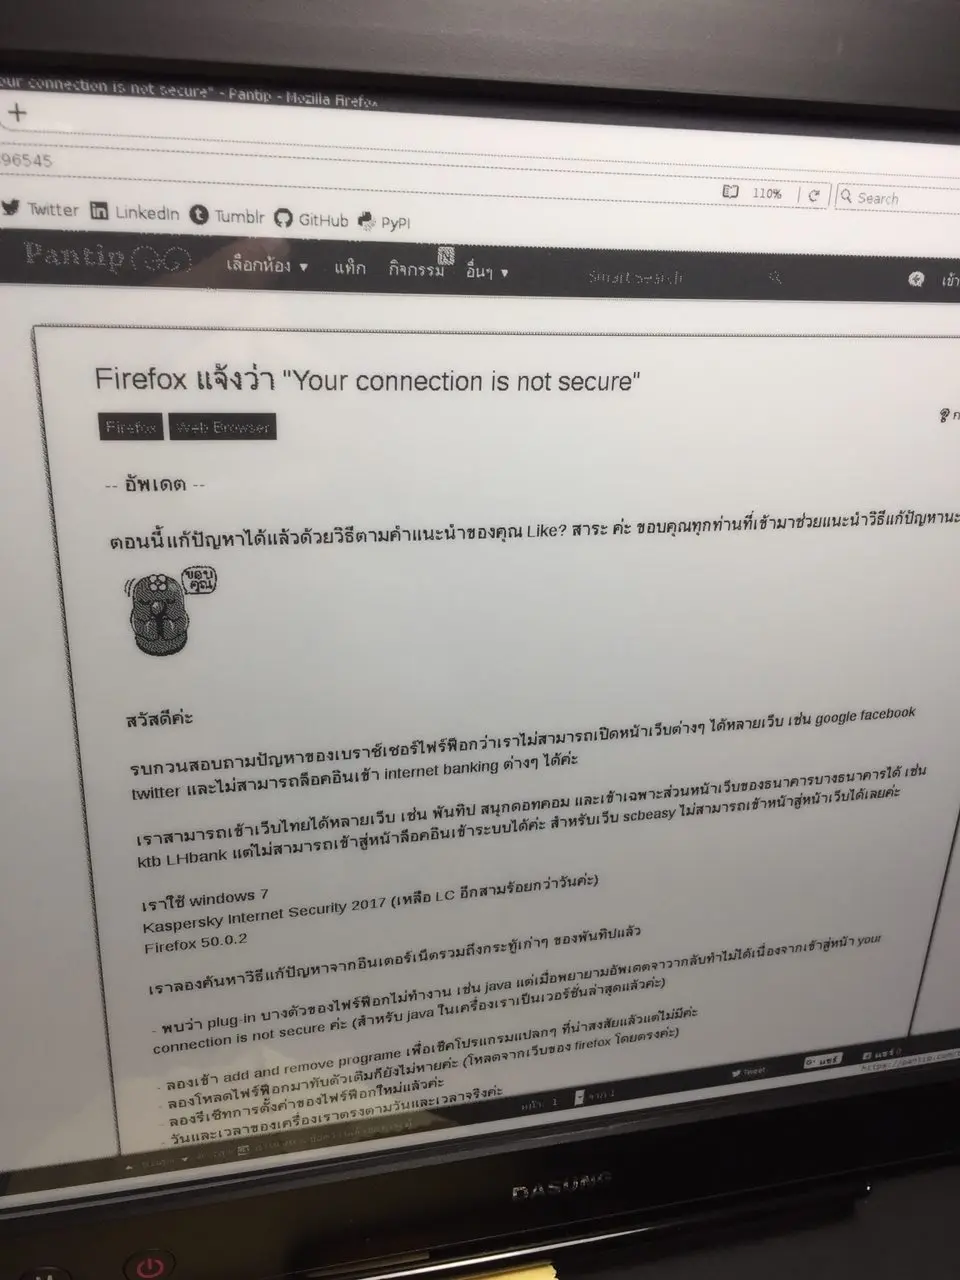 our connection is not secure" - Pantip - Mozilla Firefox
+
96545
110%
Search
Twitter
LinkedIn
Tumblr
GitHub
PyPI
Pantip
เลือกห้อง ▼
แท็ก
กิจกรรม
N
อื่นๆ ▼
Smart Search
เข้า
Firefox แจ้งว่า "Your connection is not secure"
Firefox
Web Browser
-- อัพเดต --
ตอนนี้ แก้ปัญหาได้แล้วด้วยวิธีตามคำแนะนำของคุณ Like? สาระ ค่ะ ขอบคุณทุกท่านที่เข้ามาช่วยแนะนำวิธีแก้ปัญหานะ
ขอบ
คุณ
สวัสดีค่ะ
รบกวนสอบถามปัญหาของเบราซ์เซอร์ไฟร์ฟ็อกว่าเราไม่สามารถเปิดหน้าเว็บต่างๆ ได้หลายเว็บ เช่น google facebook
twitter และไม่สามารถล็อคอินเข้า internet banking ต่างๆ ได้ค่ะ
เราสามารถเข้าเว็บไทยได้หลายเว็บ เช่น พันทิป สนุกดอทคอม และเข้าเฉพาะส่วนหน้าเว็บของธนาคารบางธนาคารได้ เช่น
ktb LHbank แต่ไม่สามารถเข้าสู่หน้าล็อคอินเข้าระบบได้ค่ะ สำหรับเว็บ scbeasy ไม่สามารถเข้าหน้าสู่หน้าเว็บได้เลยค่ะ
เราใช้ windows 7
Kaspersky Internet Security 2017 (เหลือ LC อีกสามร้อยกว่าวันค่ะ)
Firefox 50.0.2
เราลองค้นหาวิธีแก้ปัญหาจากอินเตอร์เน็ตรวมถึงกระทู้เก่าๆ ของพันทิปแล้ว
- พบว่า plug-in บางตัวของไฟร์ฟ็อกไม่ทำงาน เช่น java แต่เมื่อพยายามอัพเดตจาวากลับทำไม่ได้เนื่องจากเข้าสู่หน้า your
connection is not secure ค่ะ (สำหรับ java ในเครื่องเราเป็นเวอร์ชั่นล่าสุดแล้วค่ะ)
- ลองเข้า add and remove programe เพื่อเช็คโปรแกรมแปลกๆ ที่น่าสงสัยแล้วแต่ไม่มีค่ะ
- ลองโหลดไฟร์ฟ็อกมาทับตัวเดิมก็ยังไม่หายค่ะ (โหลดจากเว็บของ firefox โดยตรงค่ะ)
- ลองรีเซ็ทการตั้งค่าของไฟร์ฟ็อกใหม่แล้วค่ะ
- วันและเวลาของเครื่องเราตรงตามวันและเวลาจริงค่ะ
หน้า: 1
จาก 1
Tweet
G+ แชร์
แชร์ 0
https://pantip.com/t
DASUNG